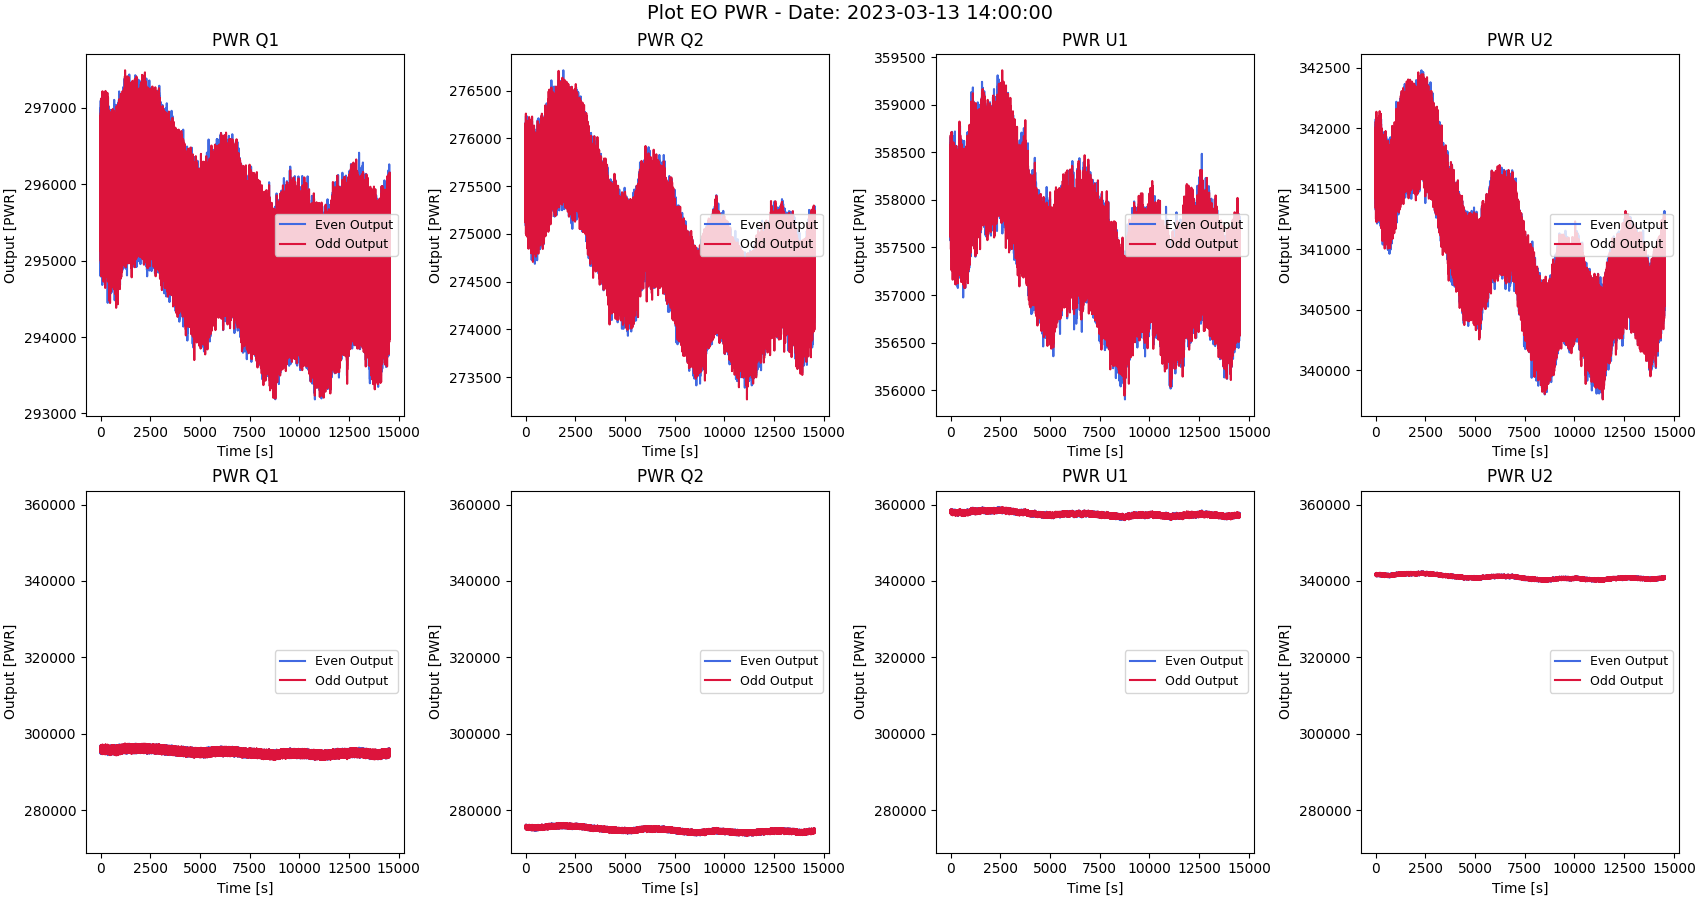 Plot EO PWR - Date: 2023-03-13 14:00:00
PWR Q1
PWR Q2
PWR U1
PWR U2
Output [PWR]
297000
296000
295000
294000
293000
Even Output
Odd Output
0 2500 5000 7500 10000 12500 15000
Time [s]
Output [PWR]
276500
276000
275500
275000
274500
274000
273500
Even Output
Odd Output
0 2500 5000 7500 10000 12500 15000
Time [s]
Output [PWR]
359500
359000
358500
358000
357500
357000
356500
356000
Even Output
Odd Output
0 2500 5000 7500 10000 12500 15000
Time [s]
Output [PWR]
342500
342000
341500
341000
340500
340000
Even Output
Odd Output
0 2500 5000 7500 10000 12500 15000
Time [s]
PWR Q1
PWR Q2
PWR U1
PWR U2
Output [PWR]
360000
340000
320000
300000
280000
Even Output
Odd Output
0 2500 5000 7500 10000 12500 15000
Time [s]
Output [PWR]
360000
340000
320000
300000
280000
Even Output
Odd Output
0 2500 5000 7500 10000 12500 15000
Time [s]
Output [PWR]
360000
340000
320000
300000
280000
Even Output
Odd Output
0 2500 5000 7500 10000 12500 15000
Time [s]
Output [PWR]
360000
340000
320000
300000
280000
Even Output
Odd Output
0 2500 5000 7500 10000 12500 15000
Time [s]